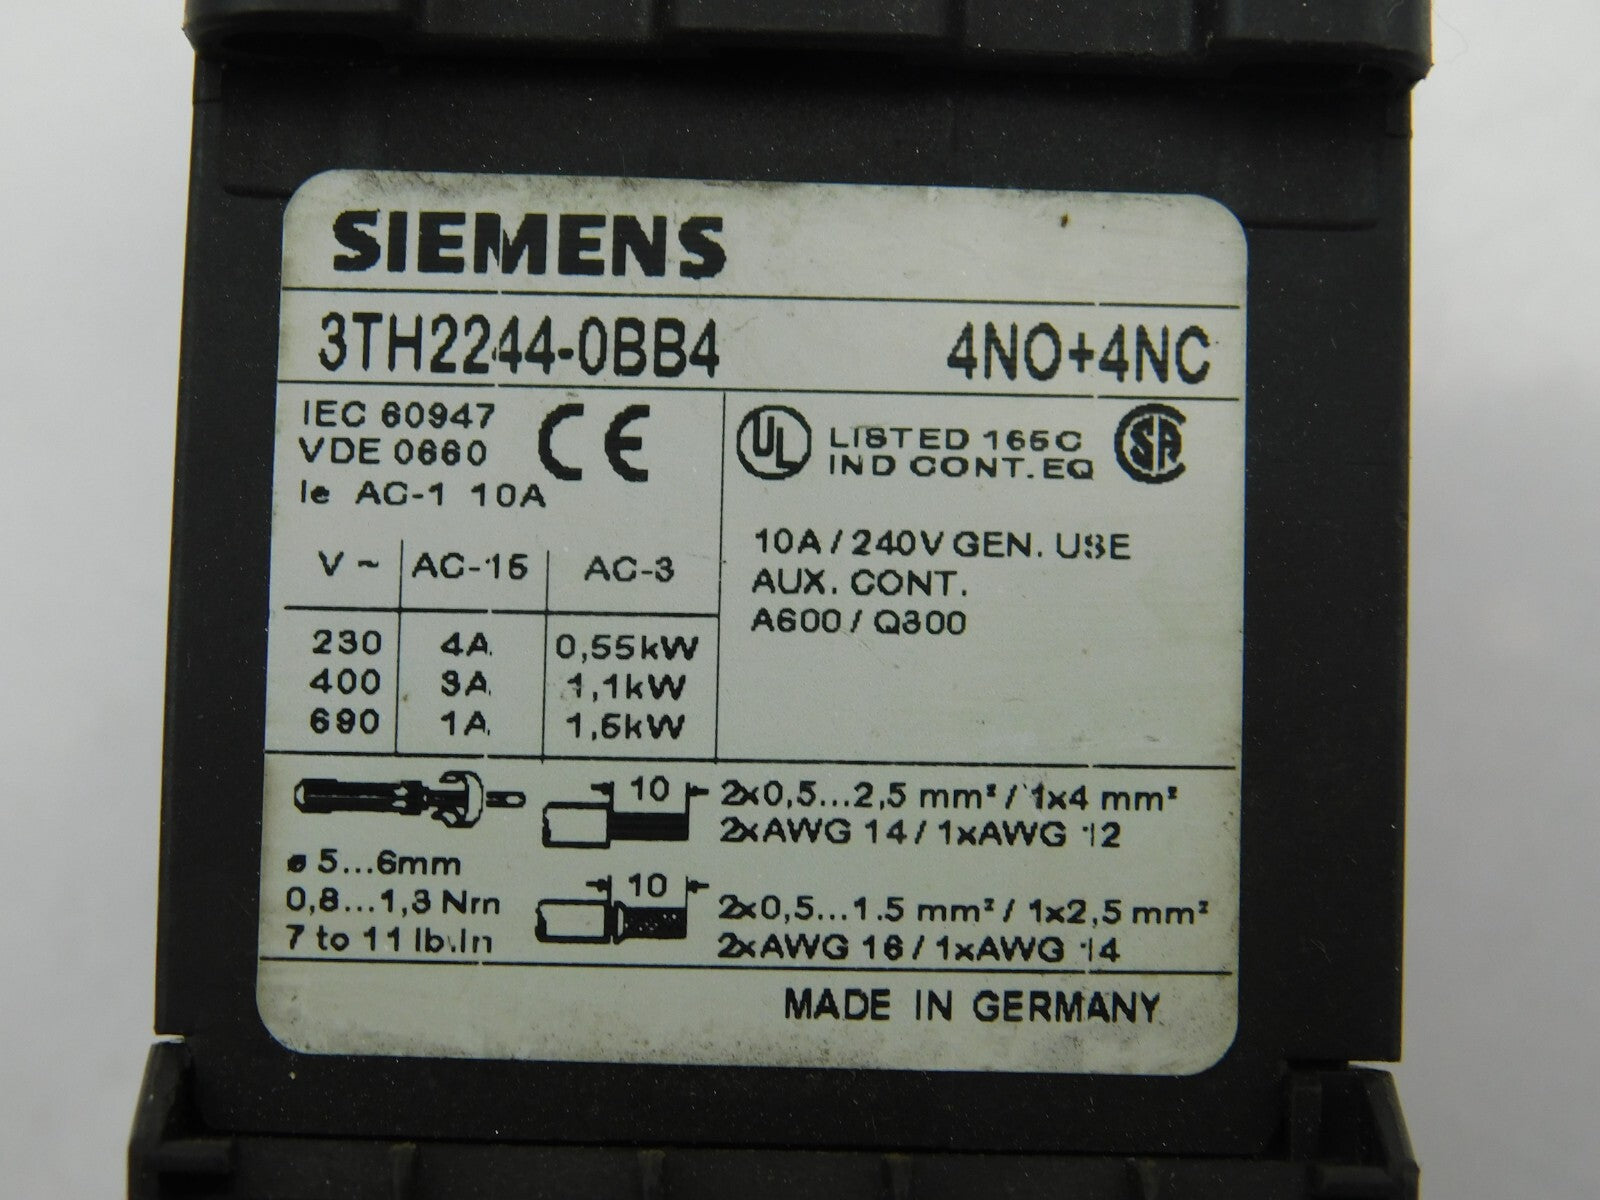 SIEMENS
3TH2244-0BB4 4NO+4NC
IEC 60947
VDE 0660
CE
Ie AC-1 10A
UL LISTED 165C
IND CONT.EQ
SA
10A / 240V GEN. USE
AUX. CONT.
A600 / Q300
V ~ AC-15 AC-3
230 4A 0,55kW
400 3A 1,1kW
690 1A 1,5kW
ø 5...6mm
0,8...1,3 Nm
7 to 11 lb.in
10 2x0,5...2,5 mm² / 1x4 mm²
2xAWG 14 / 1xAWG 12
10 2x0,5...1.5 mm² / 1x2,5 mm²
2xAWG 16 / 1xAWG 14
MADE IN GERMANY